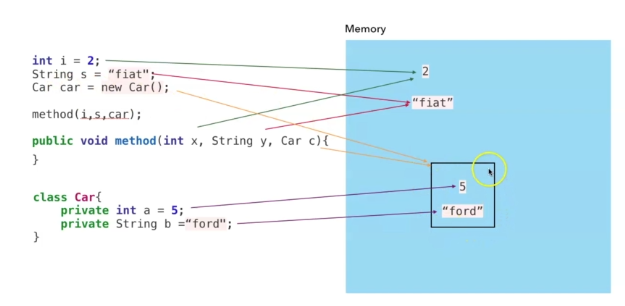 Memory
int i = 2;
String s = "fiat";
Car car = new Car();
method(i,s,car);
public void method(int x, String y, Car c){
}
class Car{
private int a = 5;
private String b ="ford";
}
2
"fiat"
5
"ford"